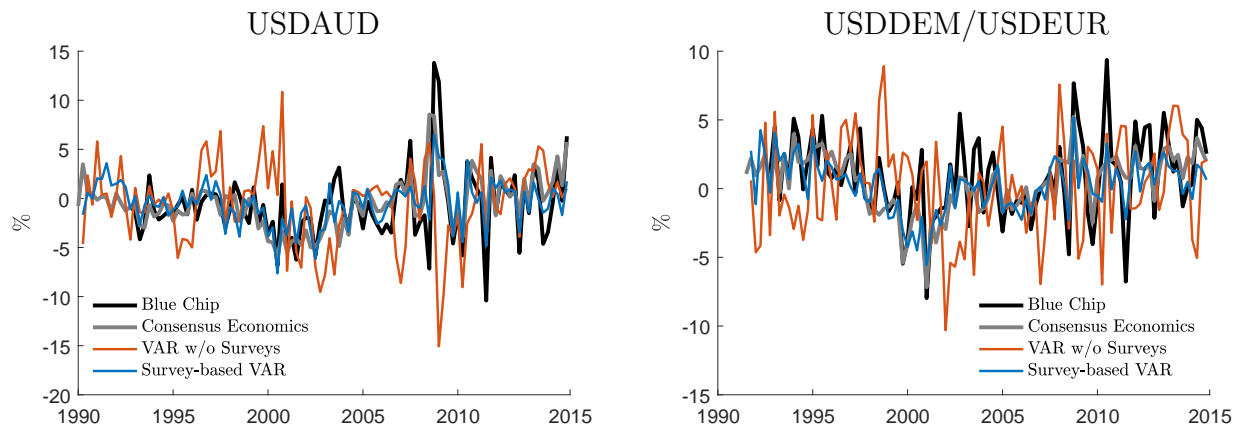 USDAUD
15
10
5
0
-5
-10
-15
-20
%
1990 1995 2000 2005 2010 2015
Blue Chip
Consensus Economics
VAR w/o Surveys
Survey-based VAR
USDDEM/USDEUR
10
5
0
-5
-10
-15
%
1990 1995 2000 2005 2010 2015
Blue Chip
Consensus Economics
VAR w/o Surveys
Survey-based VAR